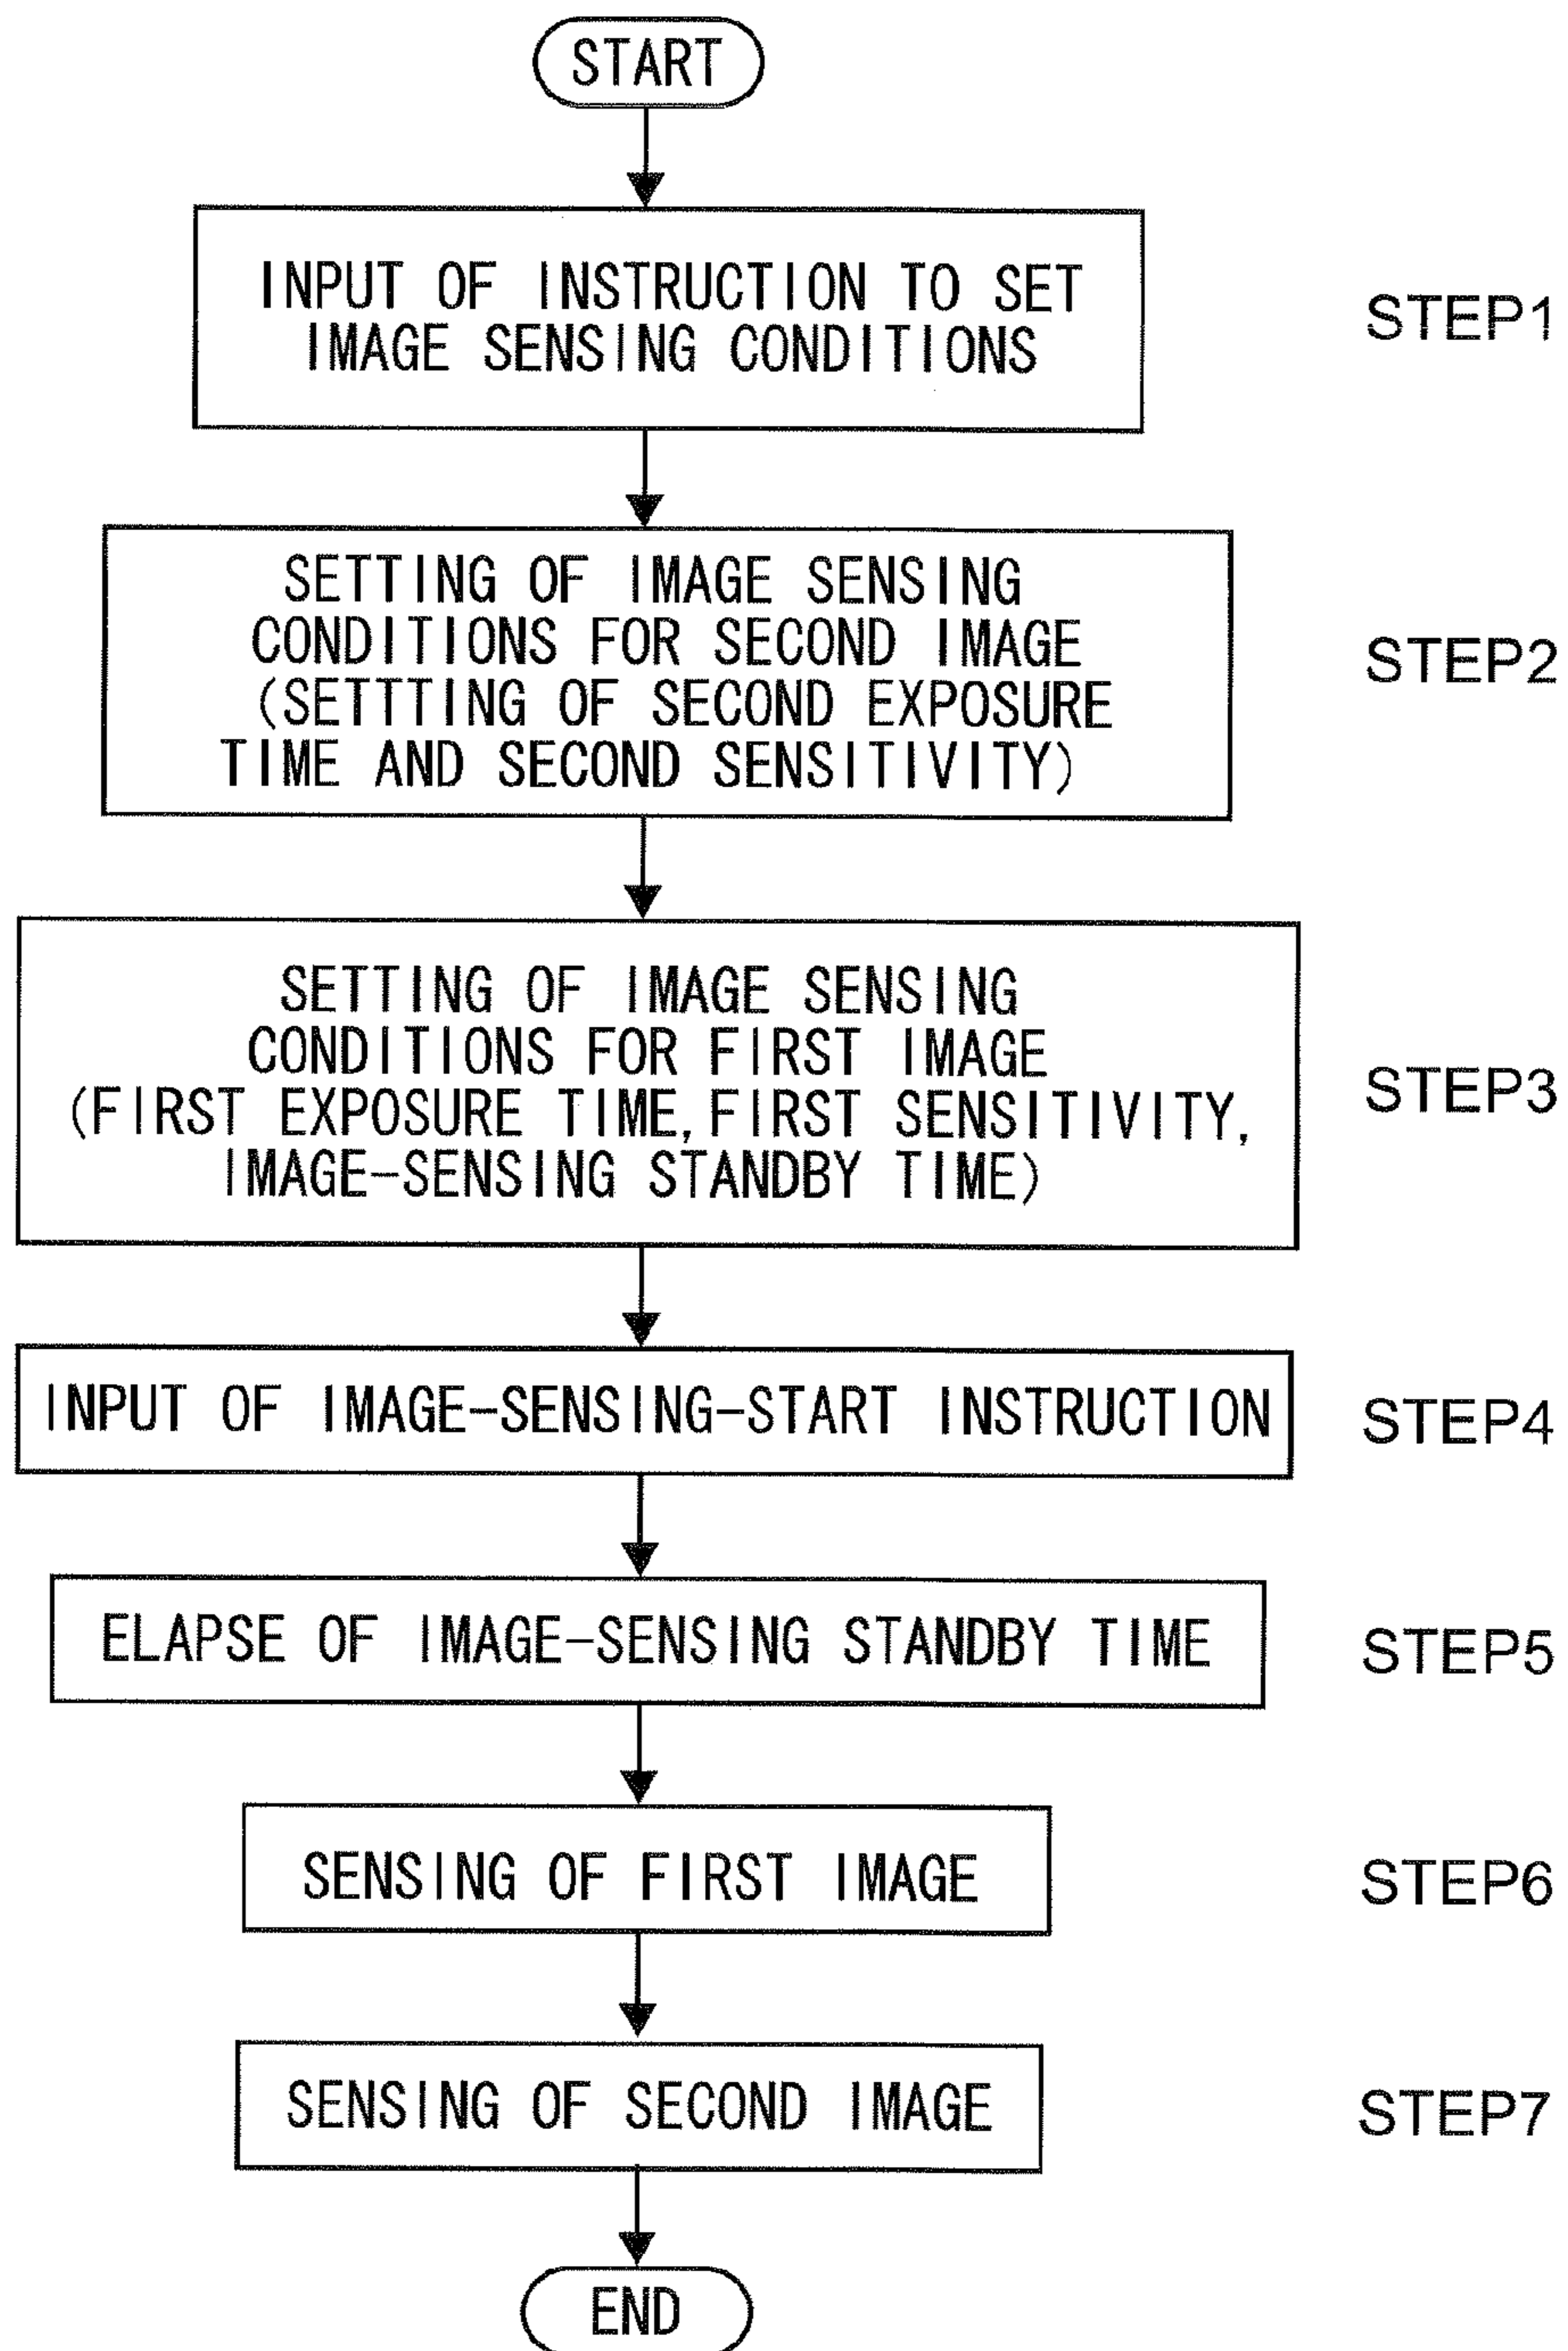 START
INPUT OF INSTRUCTION TO SET
IMAGE SENSING CONDITIONS
STEP1
SETTING OF IMAGE SENSING
CONDITIONS FOR SECOND IMAGE
(SETTTING OF SECOND EXPOSURE
TIME AND SECOND SENSITIVITY)
STEP2
SETTING OF IMAGE SENSING
CONDITIONS FOR FIRST IMAGE
(FIRST EXPOSURE TIME, FIRST SENSITIVITY,
IMAGE-SENSING STANDBY TIME)
STEP3
INPUT OF IMAGE-SENSING-START INSTRUCTION
STEP4
ELAPSE OF IMAGE-SENSING STANDBY TIME
STEP5
SENSING OF FIRST IMAGE
STEP6
SENSING OF SECOND IMAGE
STEP7
END